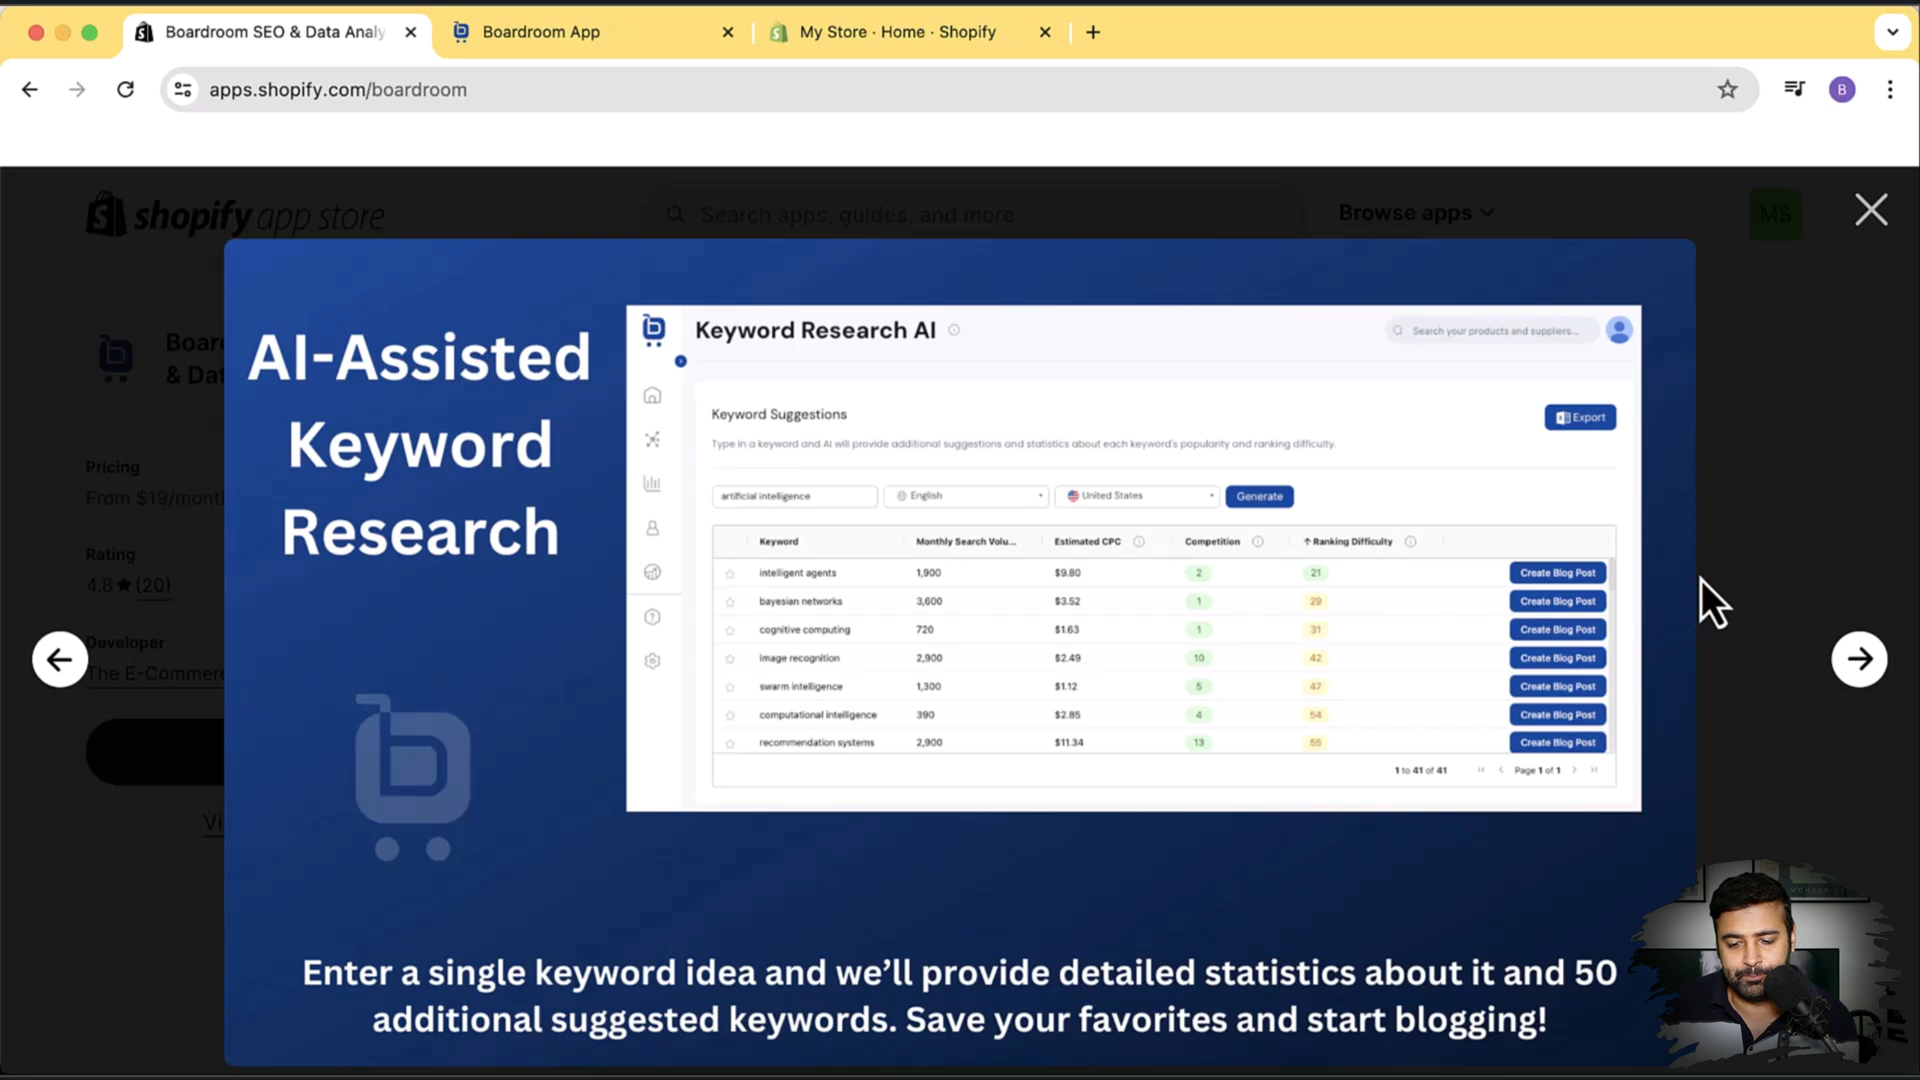 Boardroom SEO & Data Analy
Boardroom App
My Store · Home · Shopify
apps.shopify.com/boardroom
B
shopify app store
Search apps, guides, and more
Browse apps
MS
Pricing
From $19/month
Rating
4.8 ★ (20)
Developer
AI-Assisted
Keyword
Research
Keyword Research AI
Search your products and suppliers...
Keyword Suggestions
Export
Type in a keyword and AI will provide additional suggestions and statistics about each keyword's popularity and ranking difficulty.
artificial intelligence
English
United States
Generate
Keyword Monthly Search Volu... Estimated CPC Competition ↑ Ranking Difficulty
intelligent agents 1,900 $9.80 2 21 Create Blog Post
bayesian networks 3,600 $3.52 1 29 Create Blog Post
cognitive computing 720 $1.63 1 31 Create Blog Post
image recognition 2,900 $2.49 10 42 Create Blog Post
swarm intelligence 1,300 $1.12 5 47 Create Blog Post
computational intelligence 390 $2.85 4 54 Create Blog Post
recommendation systems 2,900 $11.34 13 55 Create Blog Post
1 to 41 of 41 Page 1 of 1
Enter a single keyword idea and we'll provide detailed statistics about it and 50
additional suggested keywords. Save your favorites and start blogging!